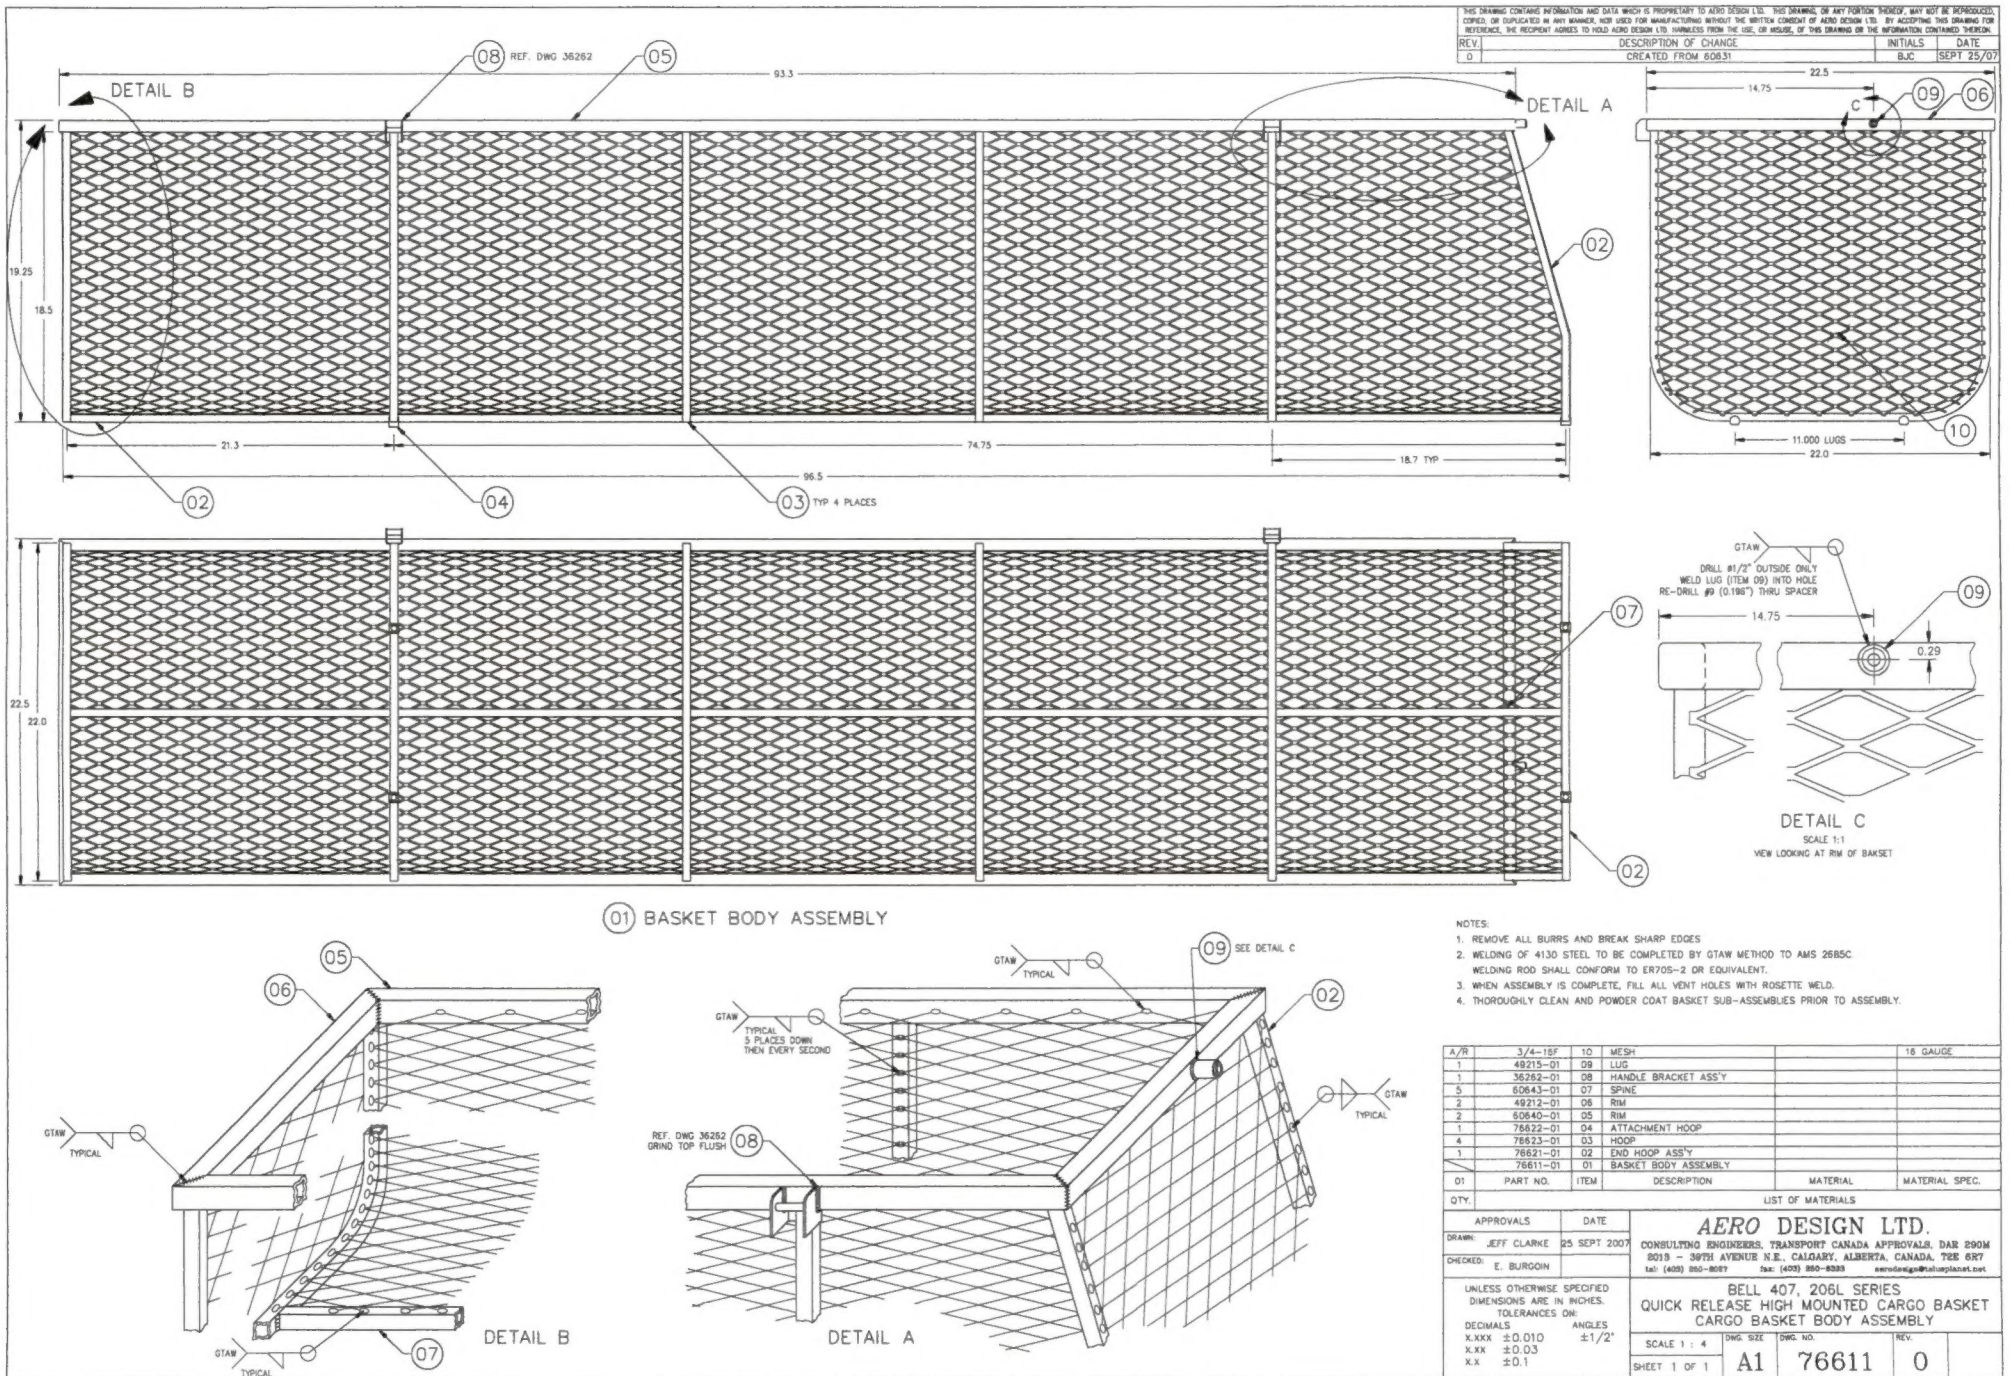 THIS DRAWING CONTAINS INFORMATION AND DATA WHICH IS PROPRIETARY TO AERO DESIGN LTD. THIS DRAWING, OR ANY PORTION THEREOF, MAY NOT BE REPRODUCED,
COPIED, OR DUPLICATED IN ANY MANNER, NOR USED FOR MANUFACTURING WITHOUT THE WRITTEN CONSENT OF AERO DESIGN LTD. BY ACCEPTING THIS DRAWING FOR
REFERENCE, THE RECIPIENT AGREES TO HOLD AERO DESIGN LTD. HARMLESS FROM THE USE, OR MISUSE, OF THIS DRAWING OR THE INFORMATION CONTAINED THEREON.
REV. DESCRIPTION OF CHANGE INITIALS DATE
0 CREATED FROM 60631 BJC SEPT 25/07
DETAIL B
08 REF. DWG 36262
05
93.3
DETAIL A
02
19.25
18.5
21.3
74.75
18.7 TYP
96.5
02
04
03 TYP 4 PLACES
22.5
14.75
C
09
06
10
11.000 LUGS
22.0
22.5
22.0
07
02
GTAW
DRILL ø1/2" OUTSIDE ONLY
WELD LUG (ITEM 09) INTO HOLE
RE-DRILL #9 (0.196") THRU SPACER
09
14.75
0.29
DETAIL C
SCALE 1:1
VIEW LOOKING AT RIM OF BAKSET
01 BASKET BODY ASSEMBLY
05
06
GTAW
TYPICAL
GTAW
TYPICAL
07
DETAIL B
GTAW
TYPICAL
09 SEE DETAIL C
02
GTAW
TYPICAL
5 PLACES DOWN
THEN EVERY SECOND
GTAW
TYPICAL
REF. DWG 36262
GRIND TOP FLUSH
08
DETAIL A
NOTES:
1. REMOVE ALL BURRS AND BREAK SHARP EDGES
2. WELDING OF 4130 STEEL TO BE COMPLETED BY GTAW METHOD TO AMS 2685C
WELDING ROD SHALL CONFORM TO ER70S-2 OR EQUIVALENT.
3. WHEN ASSEMBLY IS COMPLETE, FILL ALL VENT HOLES WITH ROSETTE WELD.
4. THOROUGHLY CLEAN AND POWDER COAT BASKET SUB-ASSEMBLIES PRIOR TO ASSEMBLY.
A/R 3/4-16F 10 MESH 16 GAUGE
1 49215-01 09 LUG
1 36262-01 08 HANDLE BRACKET ASS'Y
5 60643-01 07 SPINE
2 49212-01 06 RIM
2 60640-01 05 RIM
1 76622-01 04 ATTACHMENT HOOP
4 76623-01 03 HOOP
1 76621-01 02 END HOOP ASS'Y
76611-01 01 BASKET BODY ASSEMBLY
01 PART NO. ITEM DESCRIPTION MATERIAL MATERIAL SPEC.
QTY. LIST OF MATERIALS
APPROVALS DATE
DRAWN: JEFF CLARKE 25 SEPT 2007
CHECKED: E. BURGOIN
AERO DESIGN LTD.
CONSULTING ENGINEERS, TRANSPORT CANADA APPROVALS, DAR 290M
2013 - 39TH AVENUE N.E., CALGARY, ALBERTA, CANADA, T2E 6R7
UNLESS OTHERWISE SPECIFIED
DIMENSIONS ARE IN INCHES.
TOLERANCES ON:
DECIMALS ANGLES
X.XXX ±0.010 ±1/2°
X.XX ±0.03
X.X ±0.1
BELL 407, 206L SERIES
QUICK RELEASE HIGH MOUNTED CARGO BASKET
CARGO BASKET BODY ASSEMBLY
SCALE 1 : 4
SHEET 1 OF 1
DWG. SIZE
A1
DWG. NO.
76611
REV.
0